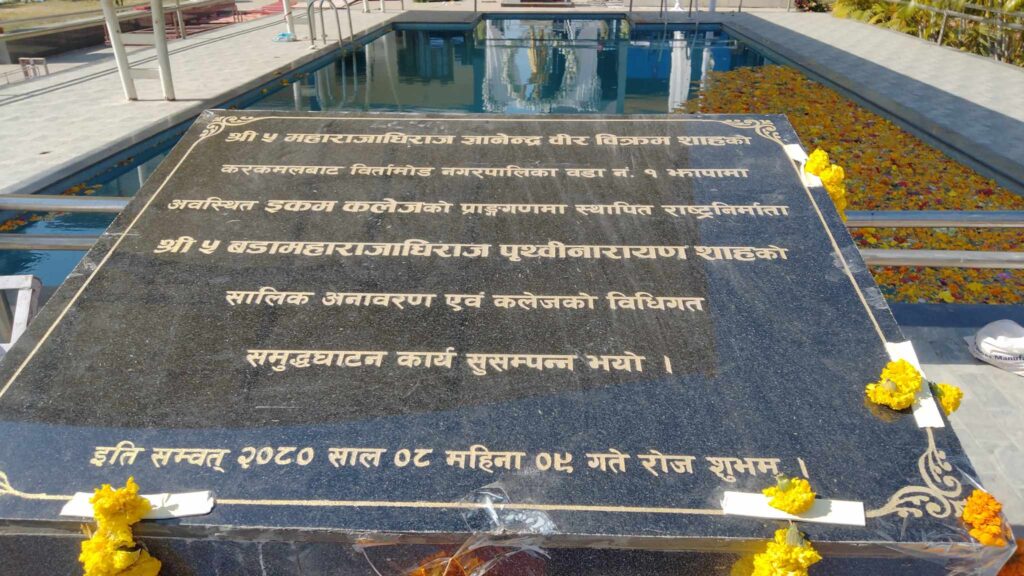 श्री ५ महाराजाधिराज ज्ञानेन्द्र वीर विक्रम शाहको
करकमलबाट विर्तामोड नगरपालिका वडा नं. १ झापामा
अवस्थित इकम कलेजको प्राङ्गणमा स्थापित राष्ट्रनिर्माता
श्री ५ बडामहाराजाधिराज पृथ्वीनारायण शाहको
सालिक अनावरण एवं कलेजको विधिगत
समुद्धघाटन कार्य सुसम्पन्न भयो ।
इति सम्वत् २०८० साल ०८ महिना ०९ गते रोज शुभम् ।